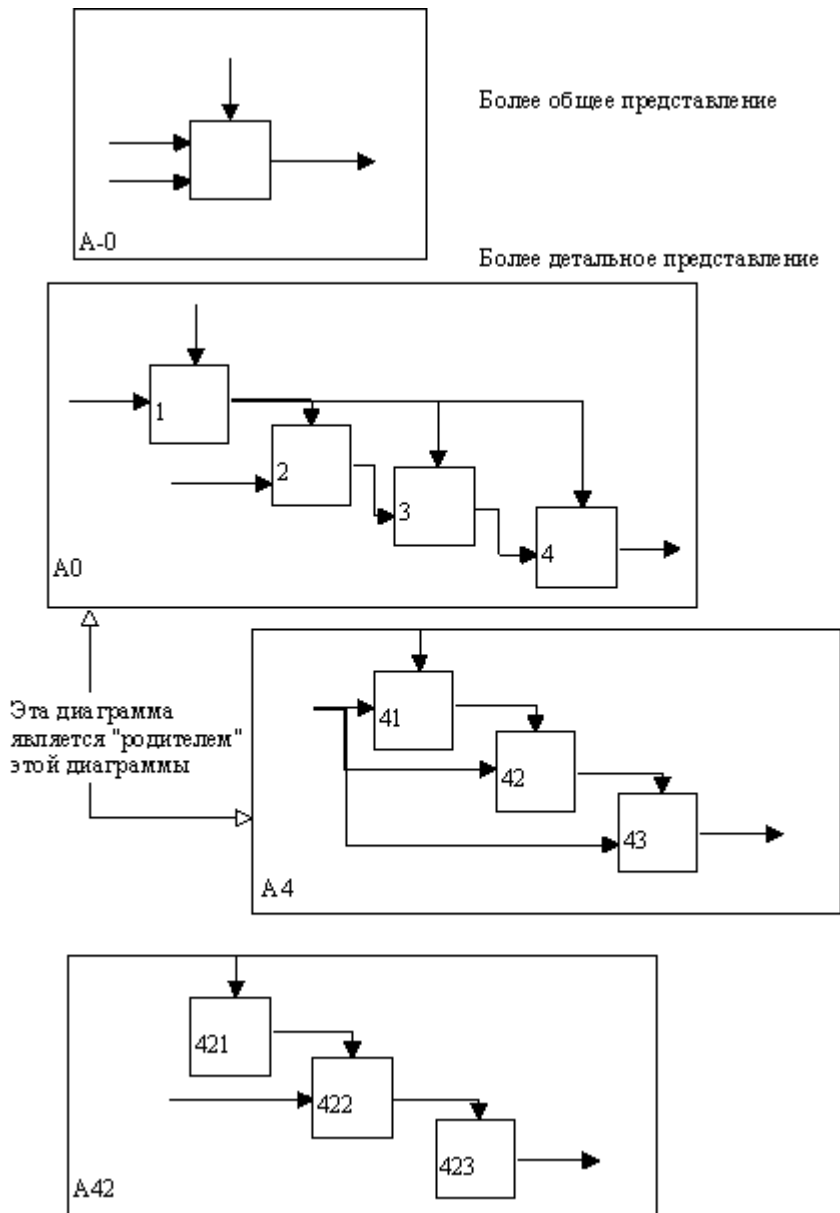 Более общее представление
A-0
Более детальное представление
1
2
3
4
A0
Эта диаграмма
является "родителем"
этой диаграммы
41
42
43
A4
421
422
423
A42